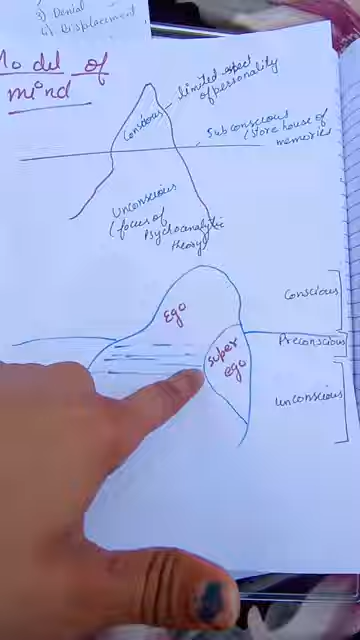 3) Denial
4) Displacement
Model of
mind
Conscious
limited aspect
of personality
Subconscious
(store house of
memories
Unconscious
(focus of
Psychoanalytic
theory)
Ego
Super
ego
Conscious
Preconscious
Unconscious